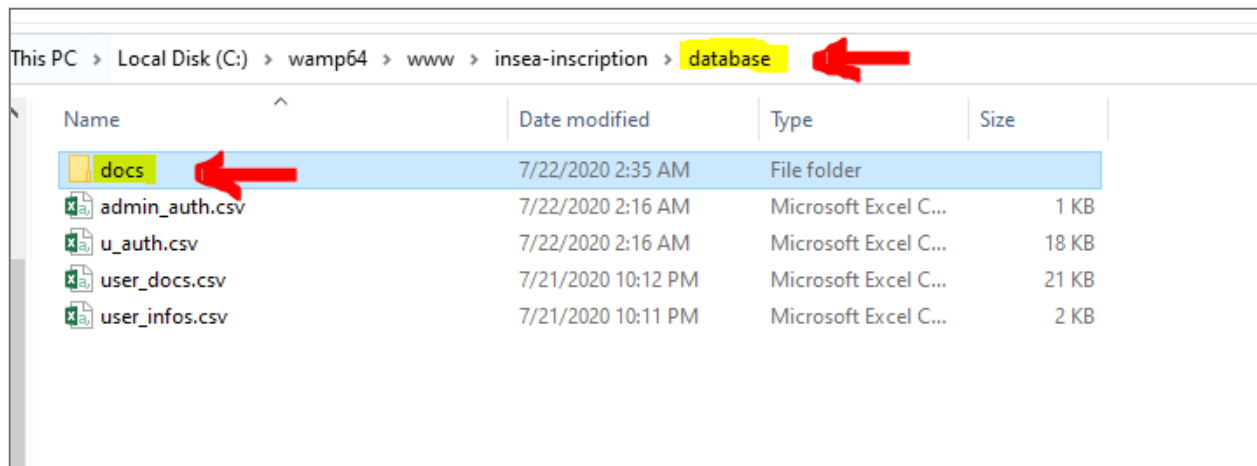 This PC > Local Disk (C:) > wamp64 > www > insea-inscription > database
Name Date modified Type Size
docs 7/22/2020 2:35 AM File folder
admin_auth.csv 7/22/2020 2:16 AM Microsoft Excel C... 1 KB
u_auth.csv 7/22/2020 2:16 AM Microsoft Excel C... 18 KB
user_docs.csv 7/21/2020 10:12 PM Microsoft Excel C... 21 KB
user_infos.csv 7/21/2020 10:11 PM Microsoft Excel C... 2 KB